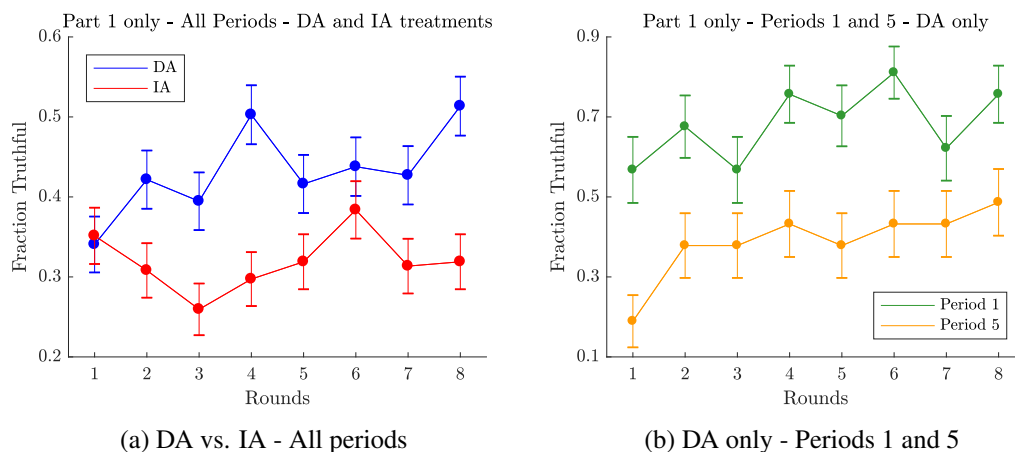 Part 1 only - All Periods - DA and IA treatments
0.6
0.5
0.4
0.3
0.2
Fraction Truthful
DA
IA
1 2 3 4 5 6 7 8
Rounds
(a) DA vs. IA - All periods
Part 1 only - Periods 1 and 5 - DA only
0.9
0.7
0.5
0.3
0.1
Fraction Truthful
Period 1
Period 5
1 2 3 4 5 6 7 8
Rounds
(b) DA only - Periods 1 and 5